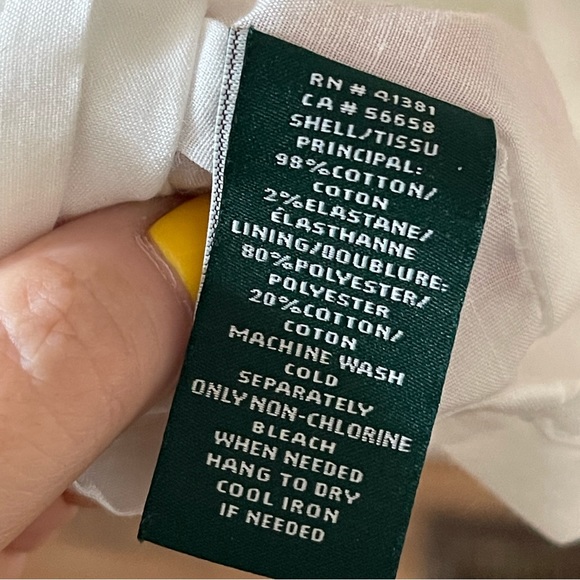 RN # 41381
CA # 56658
SHELL/TISSU
PRINCIPAL:
98%COTTON/
COTON
2%ELASTANE/
ÉLASTHANNE
LINING/DOUBLURE:
80%POLYESTER/
POLYESTER
20%COTTON/
COTON
MACHINE WASH
COLD
SEPARATELY
ONLY NON-CHLORINE
BLEACH
WHEN NEEDED
HANG TO DRY
COOL IRON
IF NEEDED